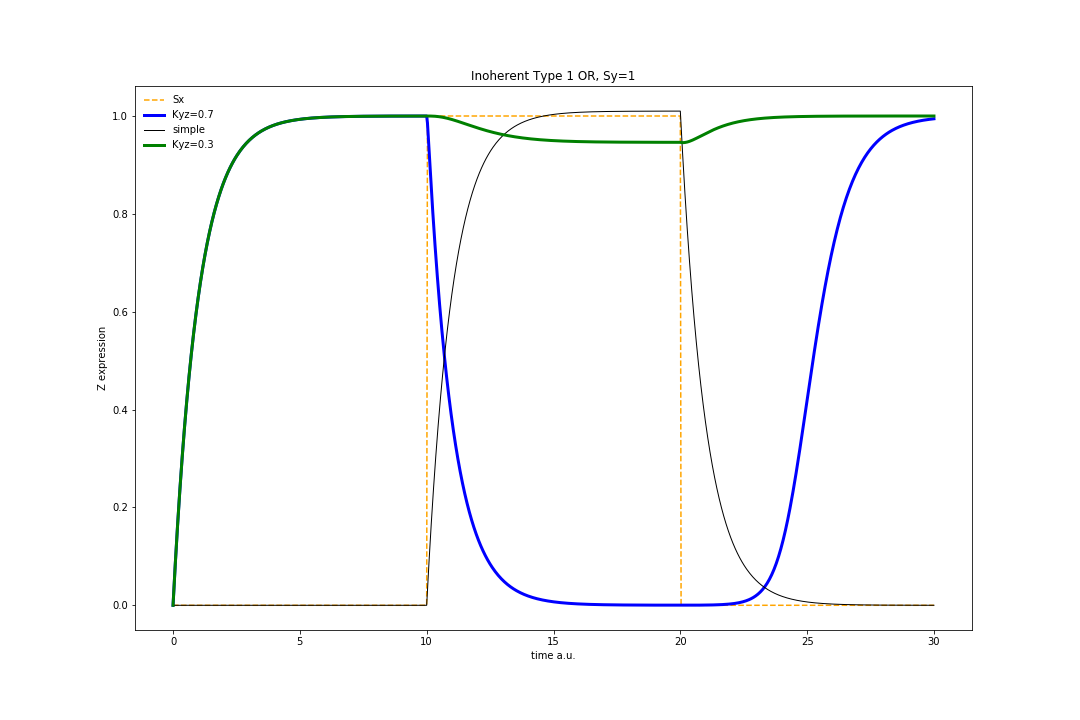 Inoherent Type 1 OR, Sy=1
Sx
Kyz=0.7
simple
Kyz=0.3
Z expression
1.0
0.8
0.6
0.4
0.2
0.0
0 5 10 15 20 25 30
time a.u.